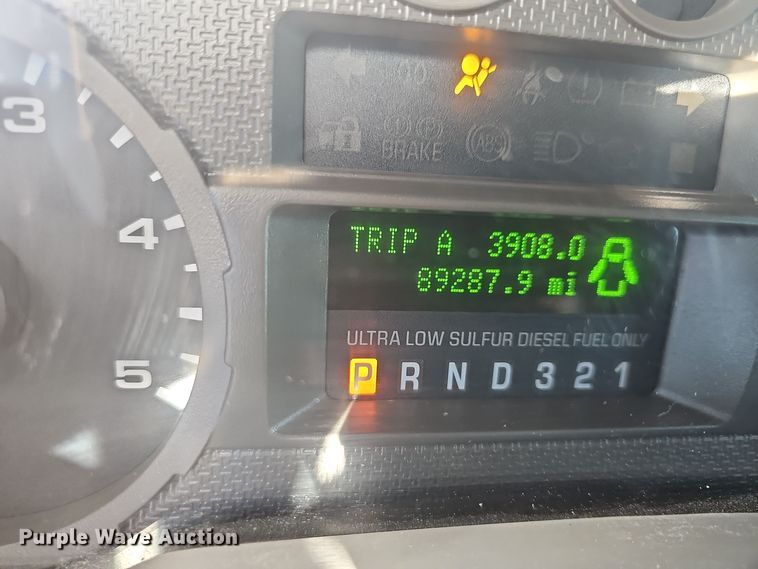 3
4
5
BRAKE
ABS
TRIP A 3908.0
89287.9 mi
ULTRA LOW SULFUR DIESEL FUEL ONLY
P R N D 3 2 1
Purple Wave Auction